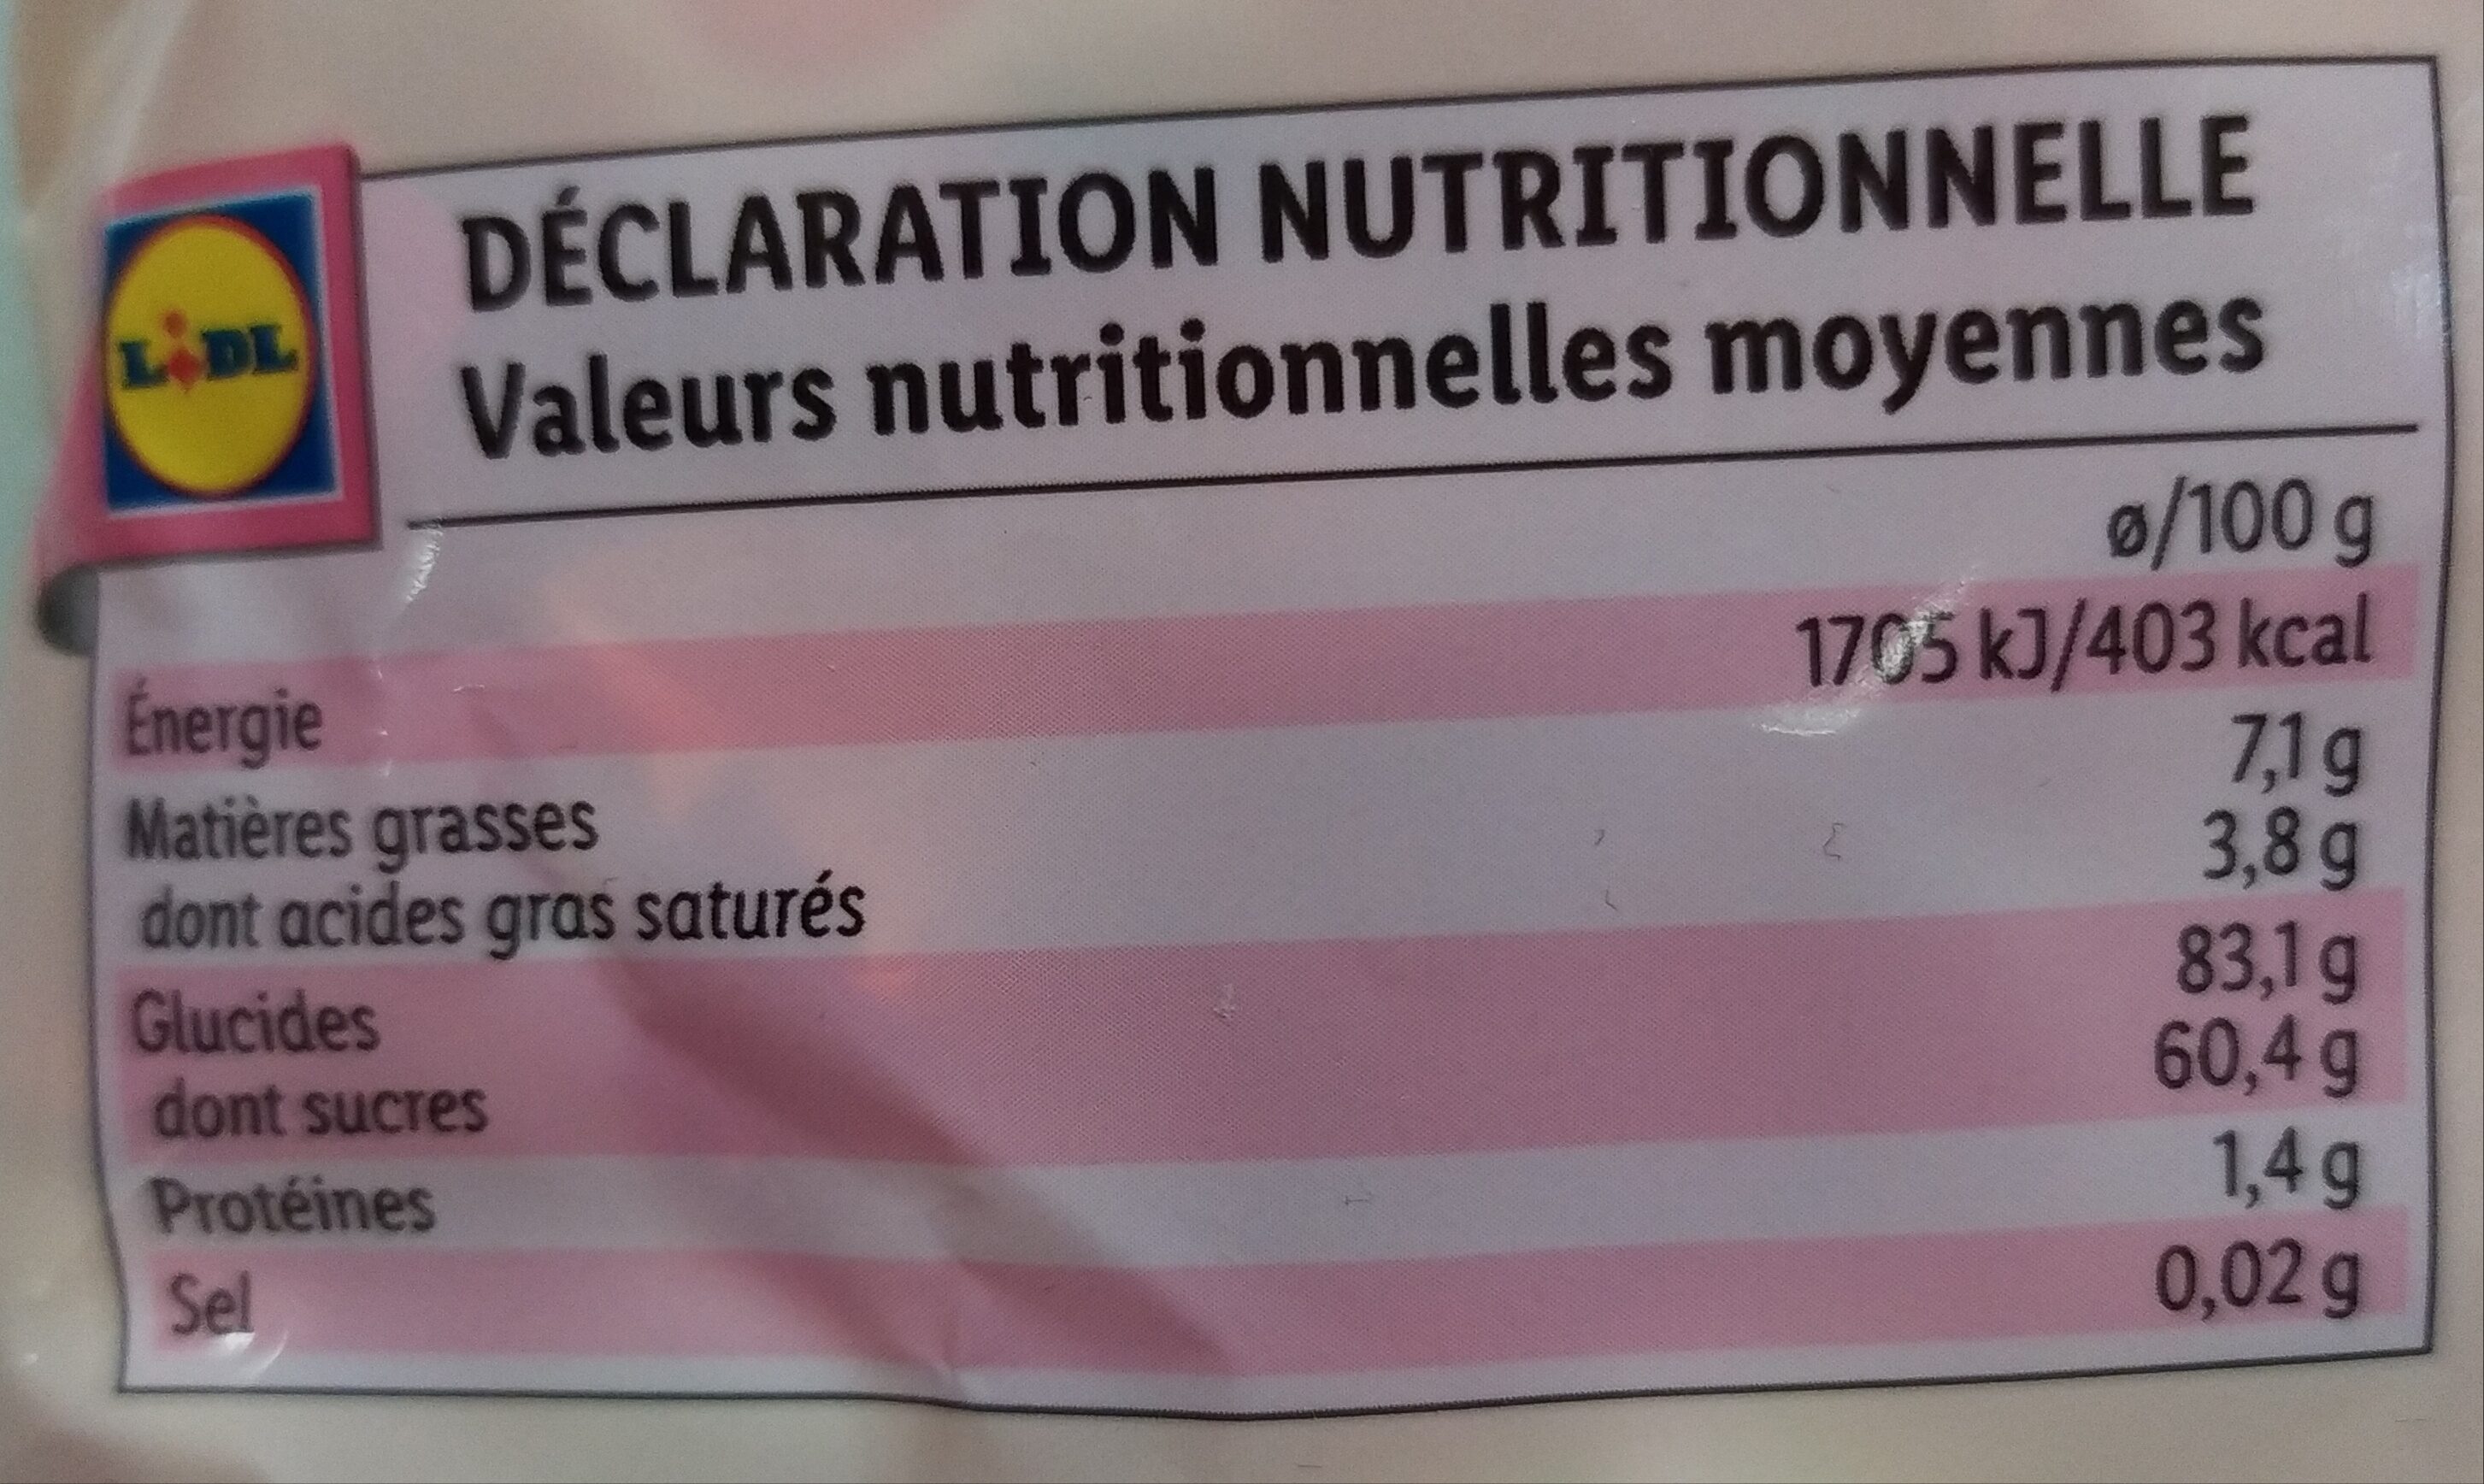 LiDL
DÉCLARATION NUTRITIONNELLE
Valeurs nutritionnelles moyennes
ø/100 g
Énergie 1705 kJ/403 kcal
Matières grasses 7,1 g
dont acides gras saturés 3,8 g
Glucides 83,1 g
dont sucres 60,4 g
Protéines 1,4 g
Sel 0,02 g